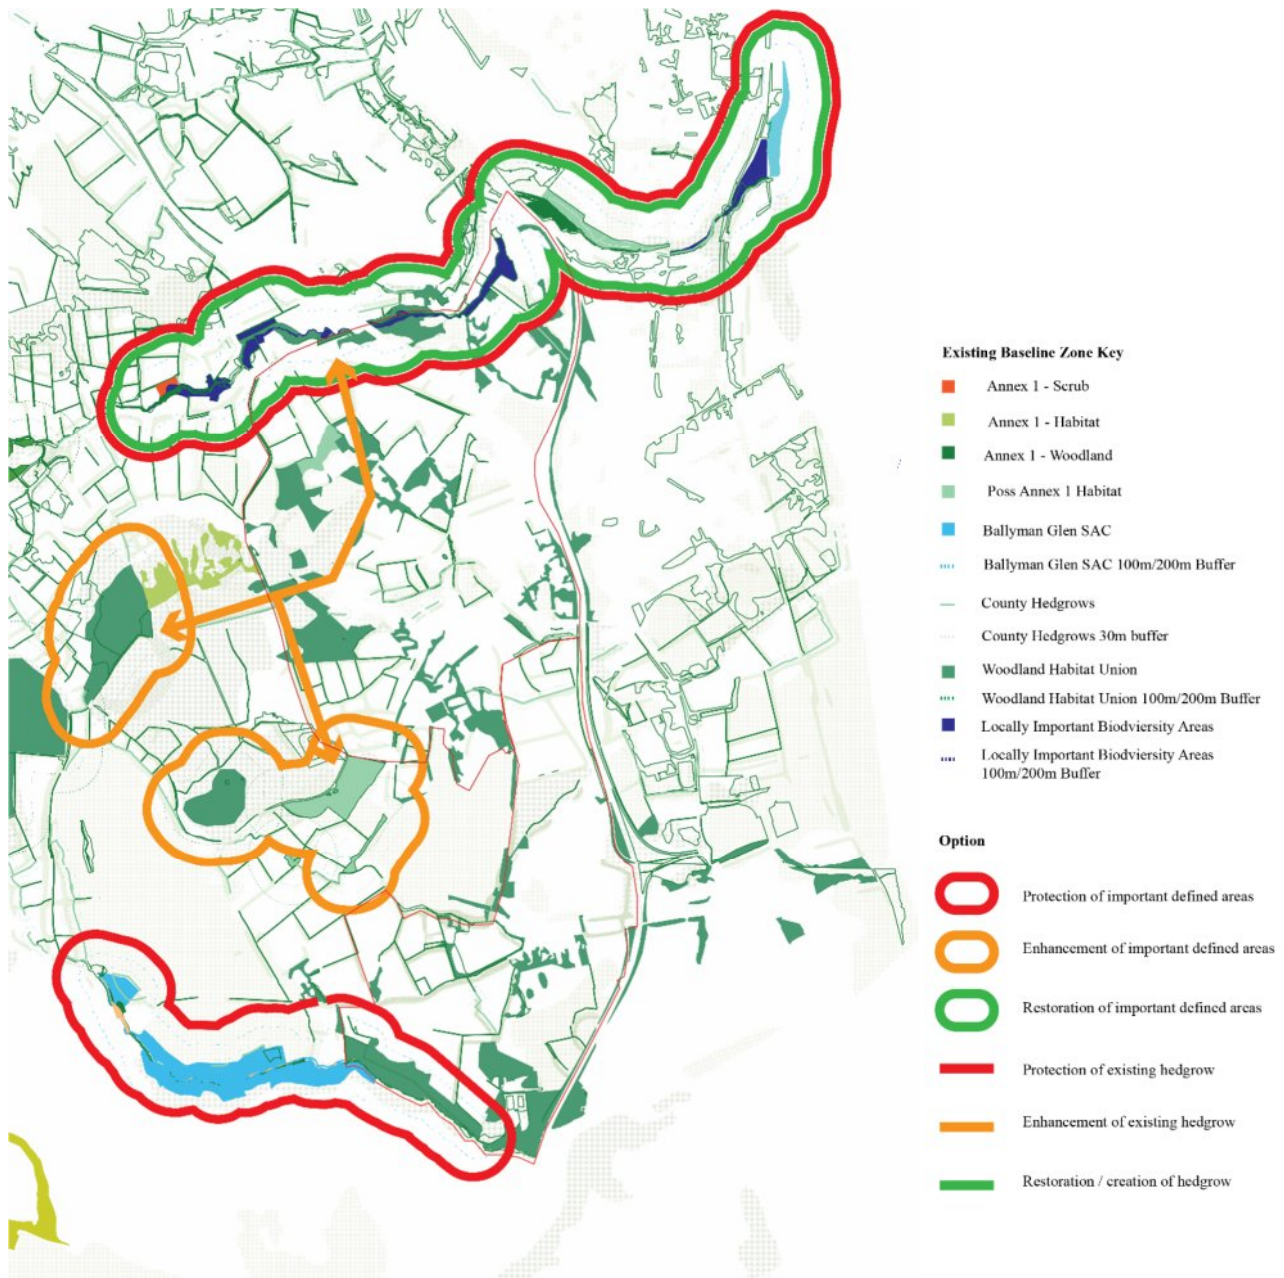 Existing Baseline Zone Key
Annex 1 - Scrub
Annex 1 - Habitat
Annex 1 - Woodland
Poss Annex 1 Habitat
Ballyman Glen SAC
Ballyman Glen SAC 100m/200m Buffer
County Hedgrows
County Hedgrows 30m buffer
Woodland Habitat Union
Woodland Habitat Union 100m/200m Buffer
Locally Important Biodviersity Areas
Locally Important Biodviersity Areas
100m/200m Buffer
Option
Protection of important defined areas
Enhancement of important defined areas
Restoration of important defined areas
Protection of existing hedgrow
Enhancement of existing hedgrow
Restoration / creation of hedgrow